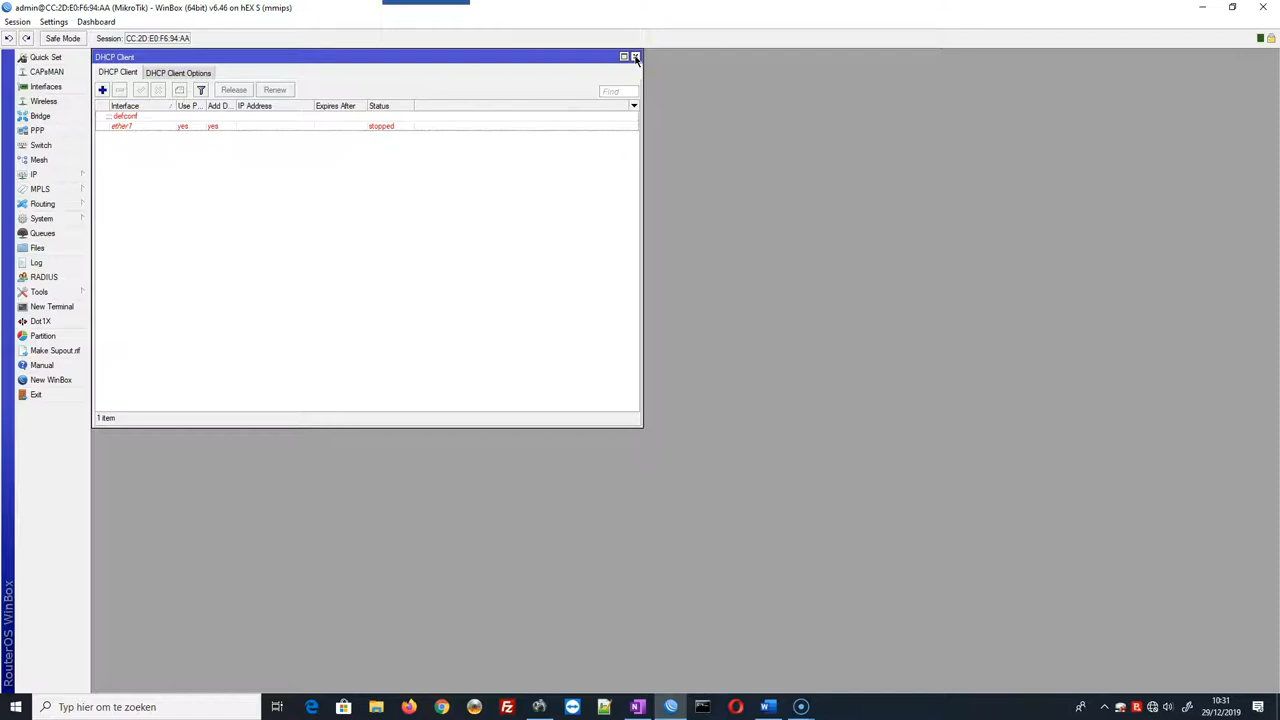 admin@CC:2D:E0:F6:94:AA (MikroTik) - WinBox (64bit) v6.46 on hEX S (mmips)
Session Settings Dashboard
Safe Mode Session: CC:2D:E0:F6:94:AA
DHCP Client
DHCP Client DHCP Client Options
Release Renew Find
Interface Use P... Add D... IP Address Expires After Status
::: defconf
ether1 yes yes stopped
1 item
Quick Set
CAPsMAN
Interfaces
Wireless
Bridge
PPP
Switch
Mesh
IP
MPLS
Routing
System
Queues
Files
Log
RADIUS
Tools
New Terminal
Dot1X
Partition
Make Supout.rif
Manual
New WinBox
Exit
RouterOS WinBox
Typ hier om te zoeken
10:31
29/12/2019